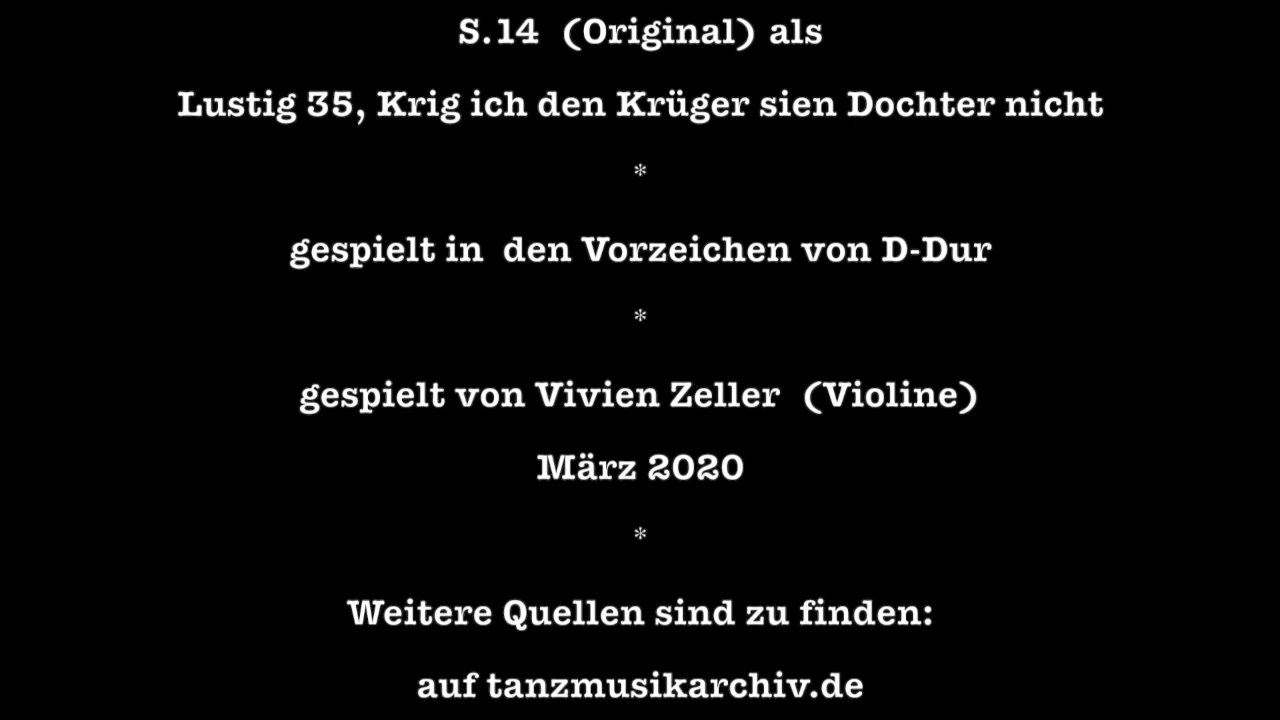 S.14 (Original) als
Lustig 35, Krig ich den Krüger sien Dochter nicht
*
gespielt in den Vorzeichen von D-Dur
*
gespielt von Vivien Zeller (Violine)
März 2020
*
Weitere Quellen sind zu finden:
auf tanzmusikarchiv.de